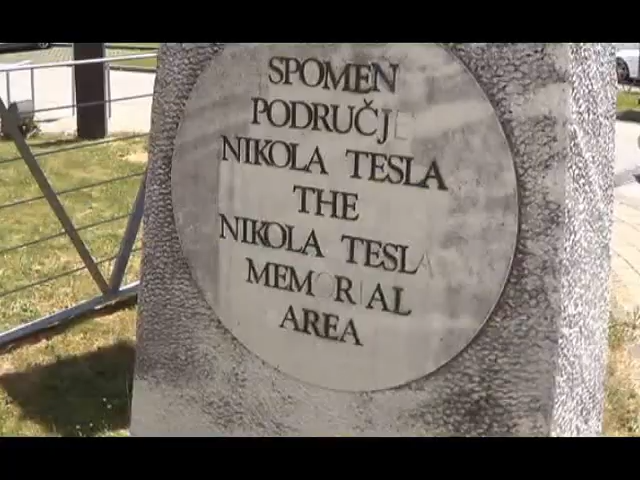 SPOMEN
PODRUČJE
NIKOLA TESLA
THE
NIKOLA TESLA
MEMORIAL
AREA